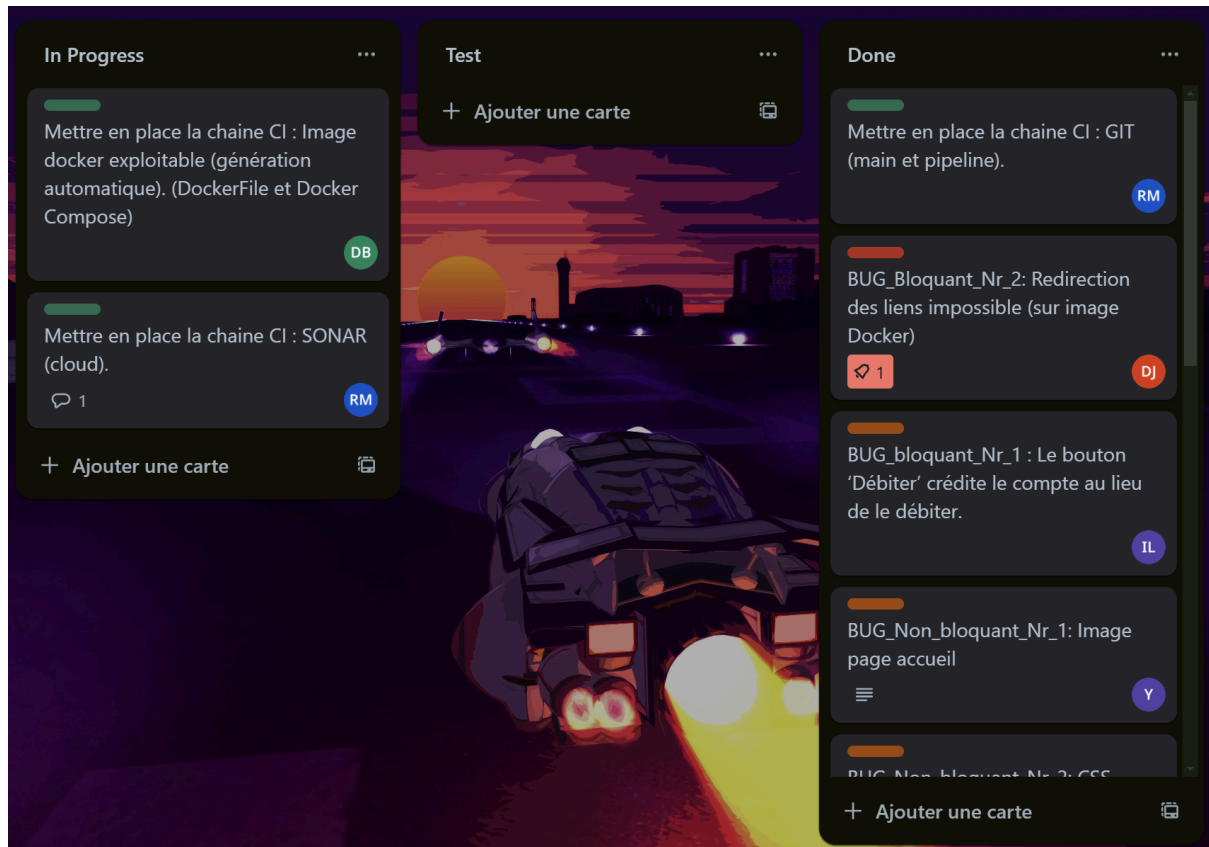 In Progress
Mettre en place la chaine CI : Image
docker exploitable (génération
automatique). (DockerFile et Docker
Compose)
DB
Mettre en place la chaine CI : SONAR
(cloud).
1
RM
+ Ajouter une carte
Test
+ Ajouter une carte
Done
Mettre en place la chaine CI : GIT
(main et pipeline).
RM
BUG_Bloquant_Nr_2: Redirection
des liens impossible (sur image
Docker)
1
DJ
BUG_bloquant_Nr_1 : Le bouton
‘Débiter’ crédite le compte au lieu
de le débiter.
IL
BUG_Non_bloquant_Nr_1: Image
page accueil
Y
BUG_Non_bloquant_Nr_2: CSS
+ Ajouter une carte